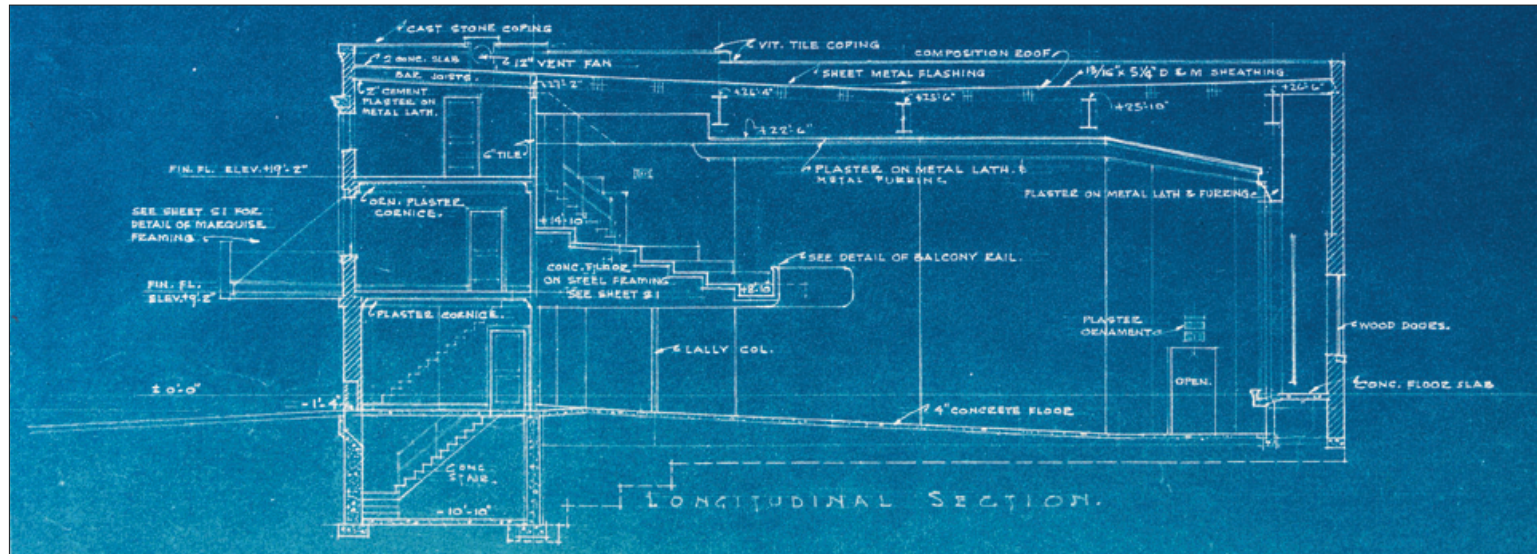 CAST STONE COPING
VIT. TILE COPING
COMPOSITION ROOF
2" CONC. SLAB
12" VENT FAN
SHEET METAL FLASHING
13/16" x 5 1/4" D & M SHEATHING
BAR JOISTS.
+27'-2"
+26'-4"
+25'-6"
+25'-10"
+26'-6"
2" CEMENT
PLASTER ON
METAL LATH.
+22'-6"
6" TILE
FIN. FL. ELEV. +19'-2"
PLASTER ON METAL LATH. &
METAL FURRING
PLASTER ON METAL LATH & FURRING
ORN. PLASTER
CORNICE.
SEE SHEET S1 FOR
DETAIL OF MARQUISE
FRAMING
+14'-10"
SEE DETAIL OF BALCONY RAIL.
CONC. FLOOR
ON STEEL FRAMING
SEE SHEET S1
FIN. FL.
ELEV. +9'-2"
+8'-10"
PLASTER CORNICE.
PLASTER
ORNAMENT
WOOD DOORS.
LALLY COL.
OPEN.
± 0'-0"
CONC. FLOOR SLAB
-1'-4"
4" CONCRETE FLOOR
CONC.
STAIR.
-10'-10"
LONGITUDINAL SECTION.